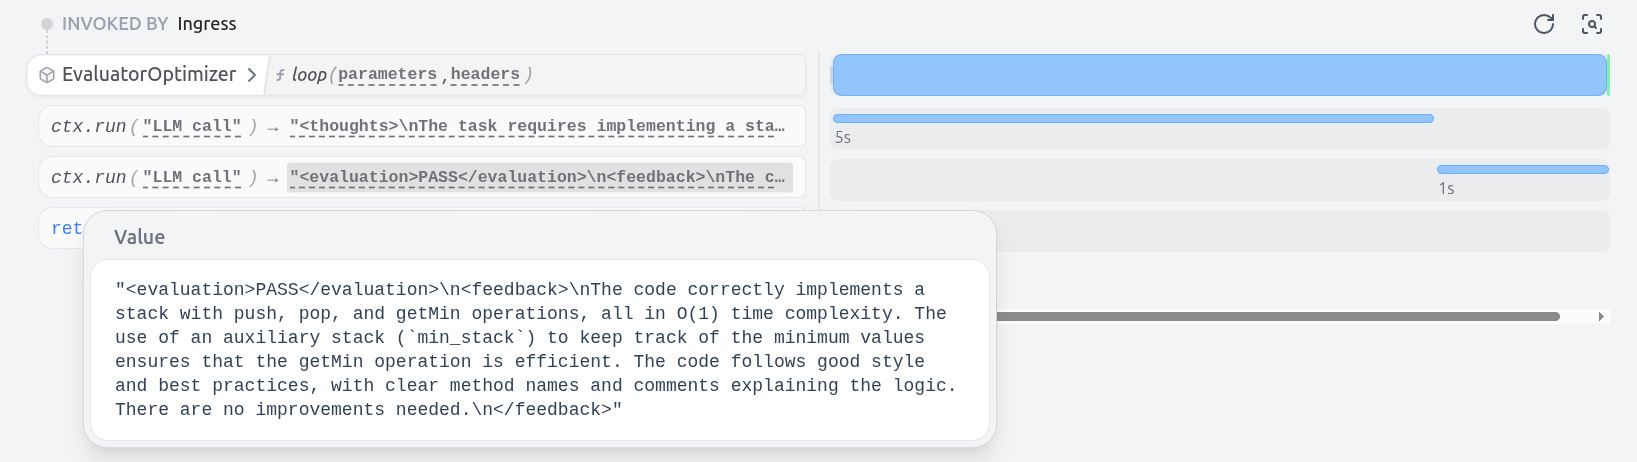 INVOKED BY Ingress
EvaluatorOptimizer
loop(parameters,headers)
ctx.run("LLM call") → "<thoughts>\nThe task requires implementing a sta…
5s
ctx.run("LLM call") → "<evaluation>PASS</evaluation>\n<feedback>\nThe c…
1s
ret
Value
"<evaluation>PASS</evaluation>\n<feedback>\nThe code correctly implements a
stack with push, pop, and getMin operations, all in O(1) time complexity. The
use of an auxiliary stack (`min_stack`) to keep track of the minimum values
ensures that the getMin operation is efficient. The code follows good style
and best practices, with clear method names and comments explaining the logic.
There are no improvements needed.\n</feedback>"